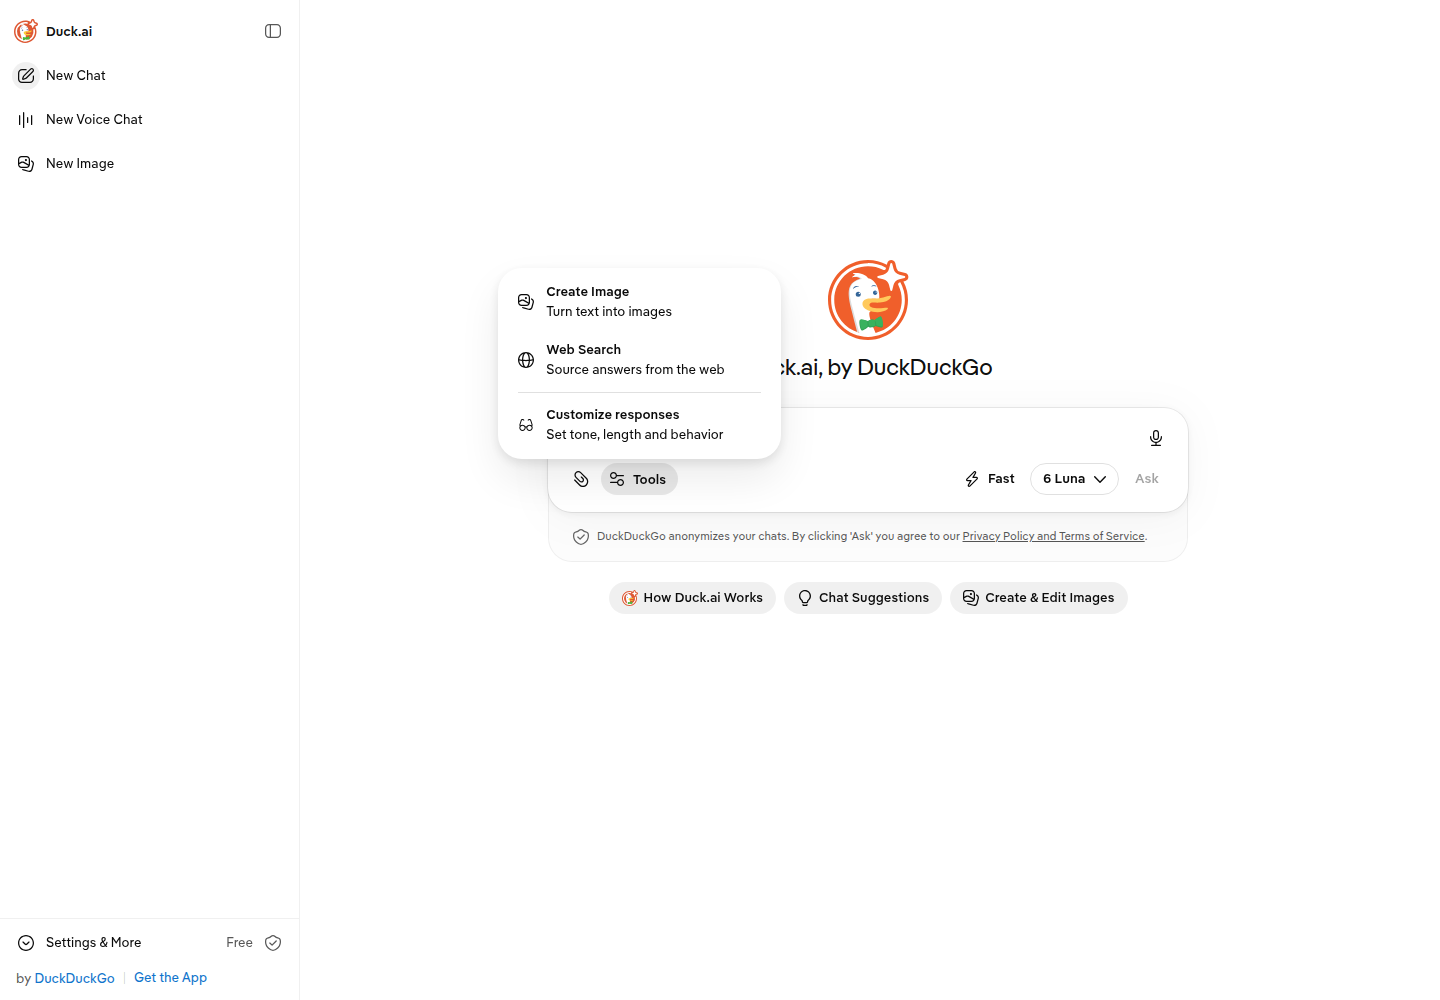 Duck.ai
New Chat
New Voice Chat
New Image
Create Image
Turn text into images
Web Search
Source answers from the web
Customize responses
Set tone, length and behavior
ck.ai, by DuckDuckGo
Tools
Fast
6 Luna
Ask
DuckDuckGo anonymizes your chats. By clicking 'Ask' you agree to our Privacy Policy and Terms of Service.
How Duck.ai Works
Chat Suggestions
Create & Edit Images
Settings & More
Free
by DuckDuckGo
Get the App